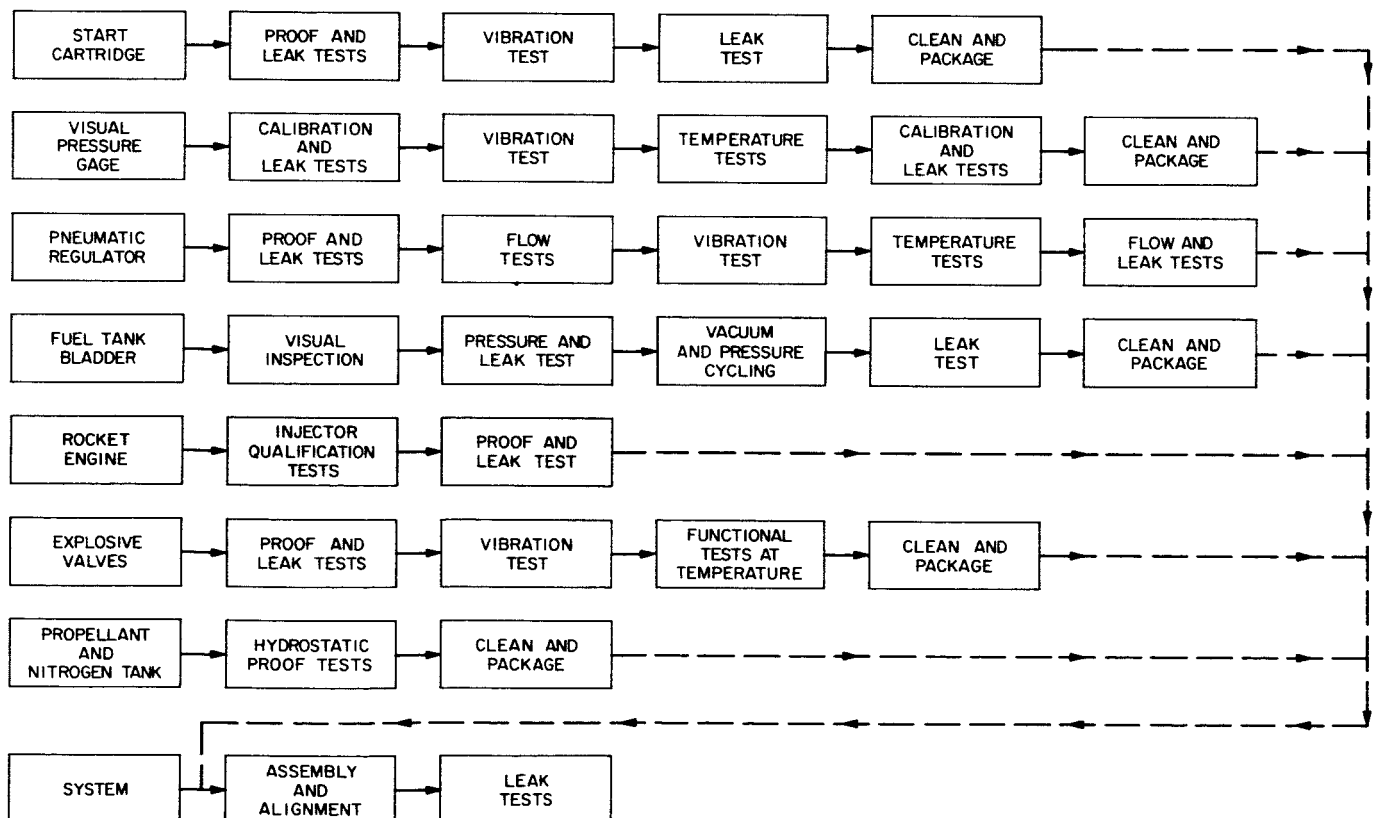 START
CARTRIDGE
PROOF AND
LEAK TESTS
VIBRATION
TEST
LEAK
TEST
CLEAN AND
PACKAGE
VISUAL
PRESSURE
GAGE
CALIBRATION
AND
LEAK TESTS
VIBRATION
TEST
TEMPERATURE
TESTS
CALIBRATION
AND
LEAK TESTS
CLEAN AND
PACKAGE
PNEUMATIC
REGULATOR
PROOF AND
LEAK TESTS
FLOW
TESTS
VIBRATION
TEST
TEMPERATURE
TESTS
FLOW AND
LEAK TESTS
FUEL TANK
BLADDER
VISUAL
INSPECTION
PRESSURE AND
LEAK TEST
VACUUM
AND PRESSURE
CYCLING
LEAK
TEST
CLEAN AND
PACKAGE
ROCKET
ENGINE
INJECTOR
QUALIFICATION
TESTS
PROOF AND
LEAK TEST
EXPLOSIVE
VALVES
PROOF AND
LEAK TESTS
VIBRATION
TEST
FUNCTIONAL
TESTS AT
TEMPERATURE
CLEAN AND
PACKAGE
PROPELLANT
AND
NITROGEN TANK
HYDROSTATIC
PROOF TESTS
CLEAN AND
PACKAGE
SYSTEM
ASSEMBLY
AND
ALIGNMENT
LEAK
TESTS